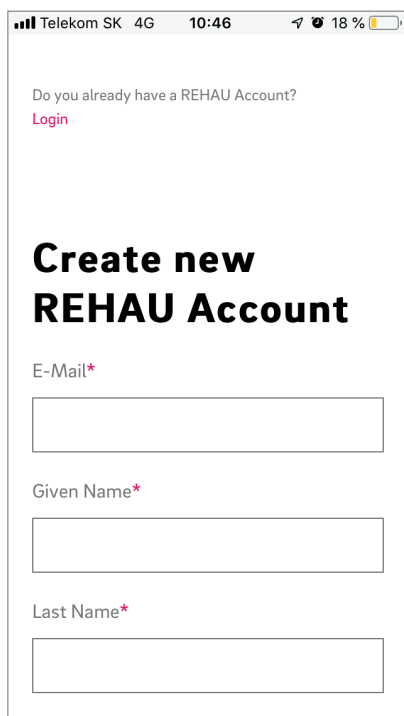 Telekom SK 4G 10:46 18 %
Do you already have a REHAU Account?
Login
Create new
REHAU Account
E-Mail*
Given Name*
Last Name*